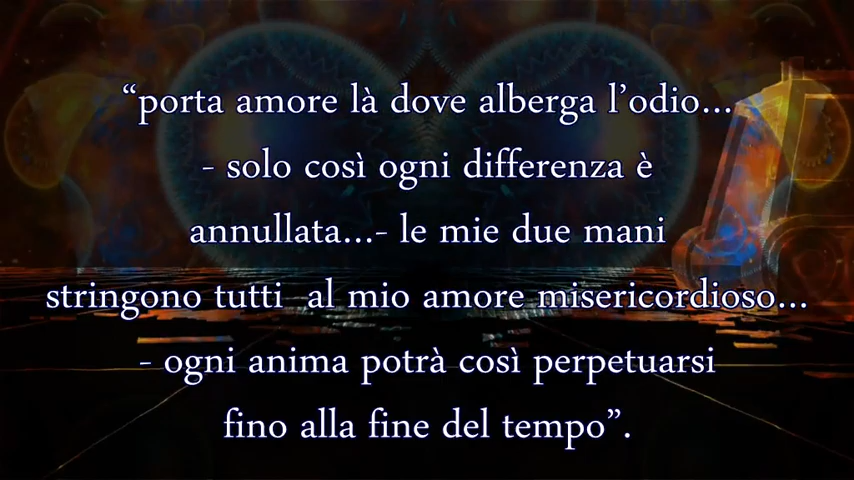 “porta amore là dove alberga l’odio...
- solo così ogni differenza è
annullata...- le mie due mani
stringono tutti  al mio amore misericordioso...
- ogni anima potrà così perpetuarsi
fino alla fine del tempo”.